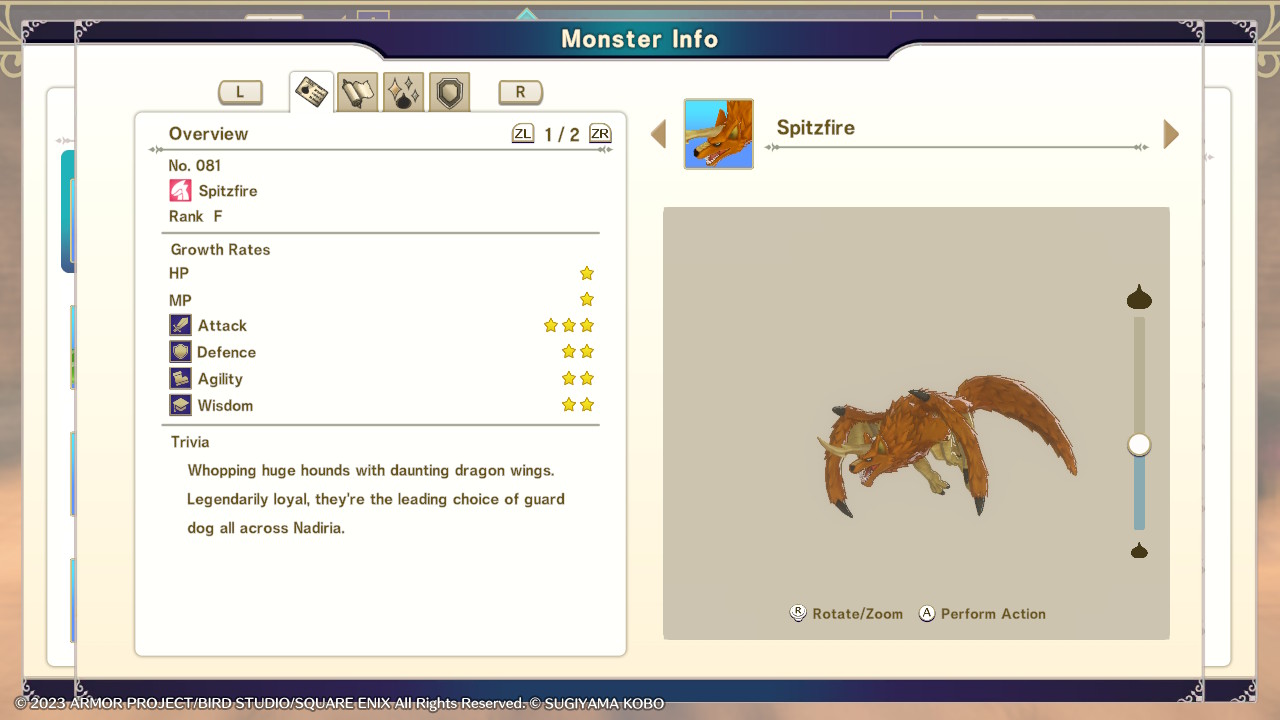 Monster Info
L
R
Overview
ZL 1 / 2 ZR
No. 081
Spitzfire
Rank F
Growth Rates
HP
MP
Attack
Defence
Agility
Wisdom
Trivia
Whopping huge hounds with daunting dragon wings.
Legendarily loyal, they're the leading choice of guard
dog all across Nadiria.
Spitzfire
R Rotate/Zoom A Perform Action
© 2023 ARMOR PROJECT/BIRD STUDIO/SQUARE ENIX All Rights Reserved. © SUGIYAMA KOBO